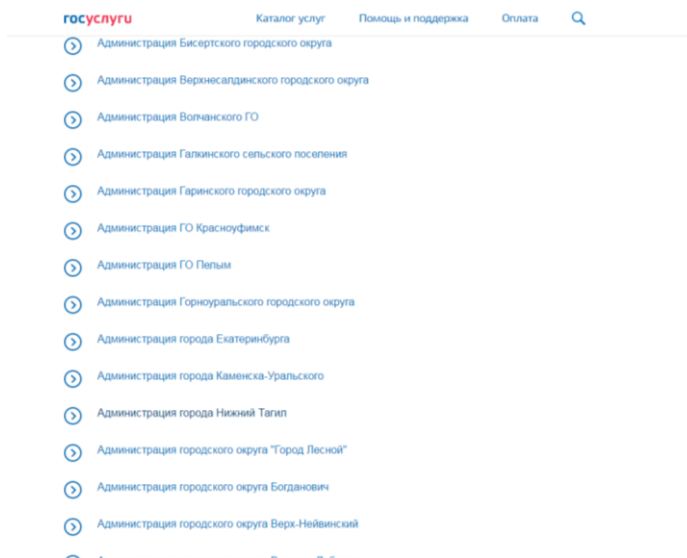 госуслуги Каталог услуг Помощь и поддержка Оплата
Администрация Бисертского городского округа
Администрация Верхнесалдинского городского округа
Администрация Волчанского ГО
Администрация Галкинского сельского поселения
Администрация Гаринского городского округа
Администрация ГО Красноуфимск
Администрация ГО Пелым
Администрация Горноуральского городского округа
Администрация города Екатеринбурга
Администрация города Каменска-Уральского
Администрация города Нижний Тагил
Администрация городского округа "Город Лесной"
Администрация городского округа Богданович
Администрация городского округа Верх-Нейвинский